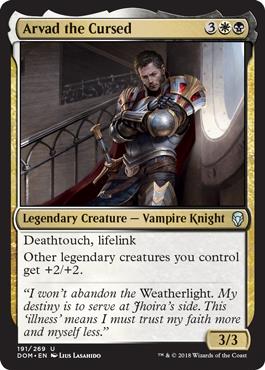 Arvad the Cursed 3
Legendary Creature — Vampire Knight
Deathtouch, lifelink
Other legendary creatures you control
get +2/+2.
“I won’t abandon the Weatherlight. My
destiny is to serve at Jhoira’s side. This
‘illness’ means I must trust my faith more
and myself less.”
3/3
191/269 U
DOM • EN Lius Lasahido
™ & © 2018 Wizards of the Coast